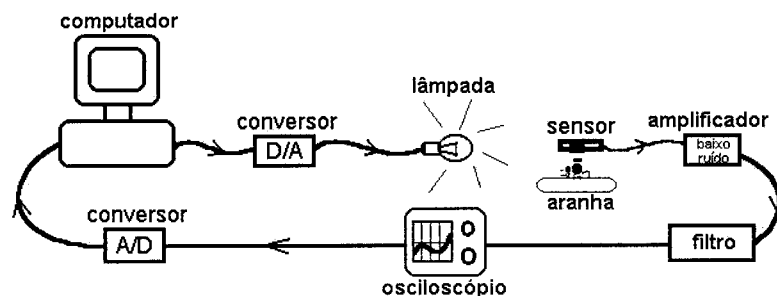 computador
conversor
D/A
lâmpada
sensor
aranha
amplificador
baixo
ruído
conversor
A/D
osciloscópio
filtro